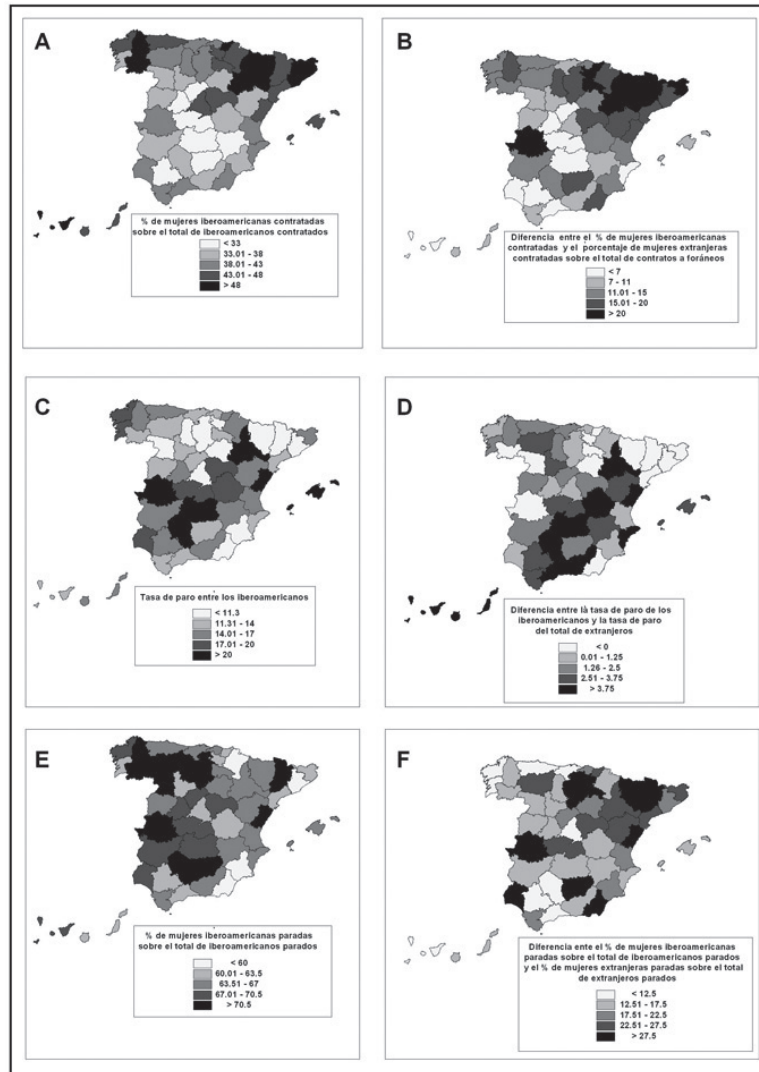 A
% de mujeres iberoamericanas contratadas
sobre el total de iberoamericanos contratados
< 33
33.01 - 38
38.01 - 43
43.01 - 48
> 48
B
Diferencia entre el % de mujeres iberoamericanas
contratadas y el porcentaje de mujeres extranjeras
contratadas sobre el total de contratos a foráneos
< 7
7 - 11
11.01 - 15
15.01 - 20
> 20
C
Tasa de paro entre los iberoamericanos
< 11.3
11.31 - 14
14.01 - 17
17.01 - 20
> 20
D
Diferencia entre là tasa de paro de los
iberoamericanos y la tasa de paro
del total de extranjeros
< 0
0.01 - 1.25
1.26 - 2.5
2.51 - 3.75
> 3.75
E
% de mujeres iberoamericanas paradas
sobre el total de iberoamericanos parados
< 60
60.01 - 63.5
63.51 - 67
67.01 - 70.5
> 70.5
F
Diferencia ente el % de mujeres iberoamericanas
paradas sobre el total de iberoamericanos parados
y el % de mujeres extranjeras paradas sobre el total
de extranjeros parados
< 12.5
12.51 - 17.5
17.51 - 22.5
22.51 - 27.5
> 27.5